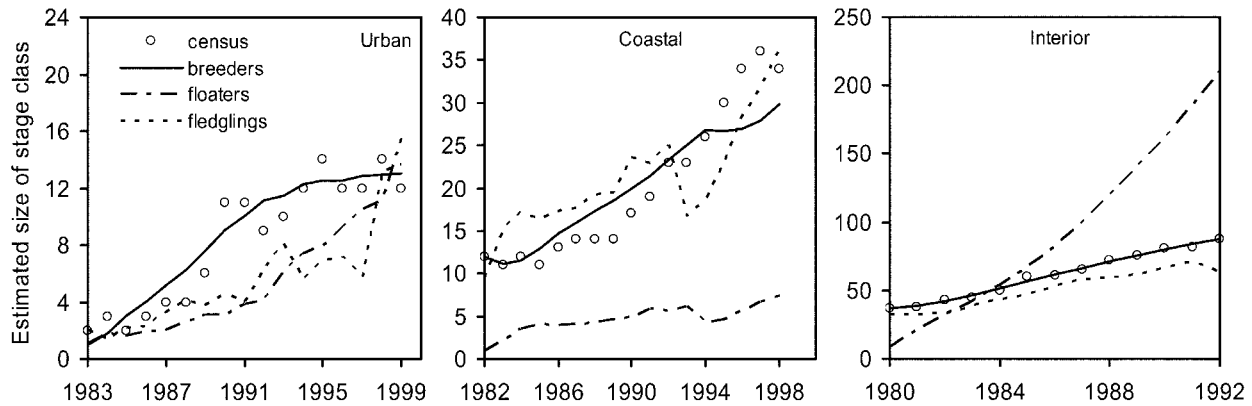 Estimated size of stage class
24
20
16
12
8
4
0
1983 1987 1991 1995 1999
Urban
census
breeders
floaters
fledglings
40
35
30
25
20
15
10
5
0
1982 1986 1990 1994 1998
Coastal
250
200
150
100
50
0
1980 1984 1988 1992
Interior